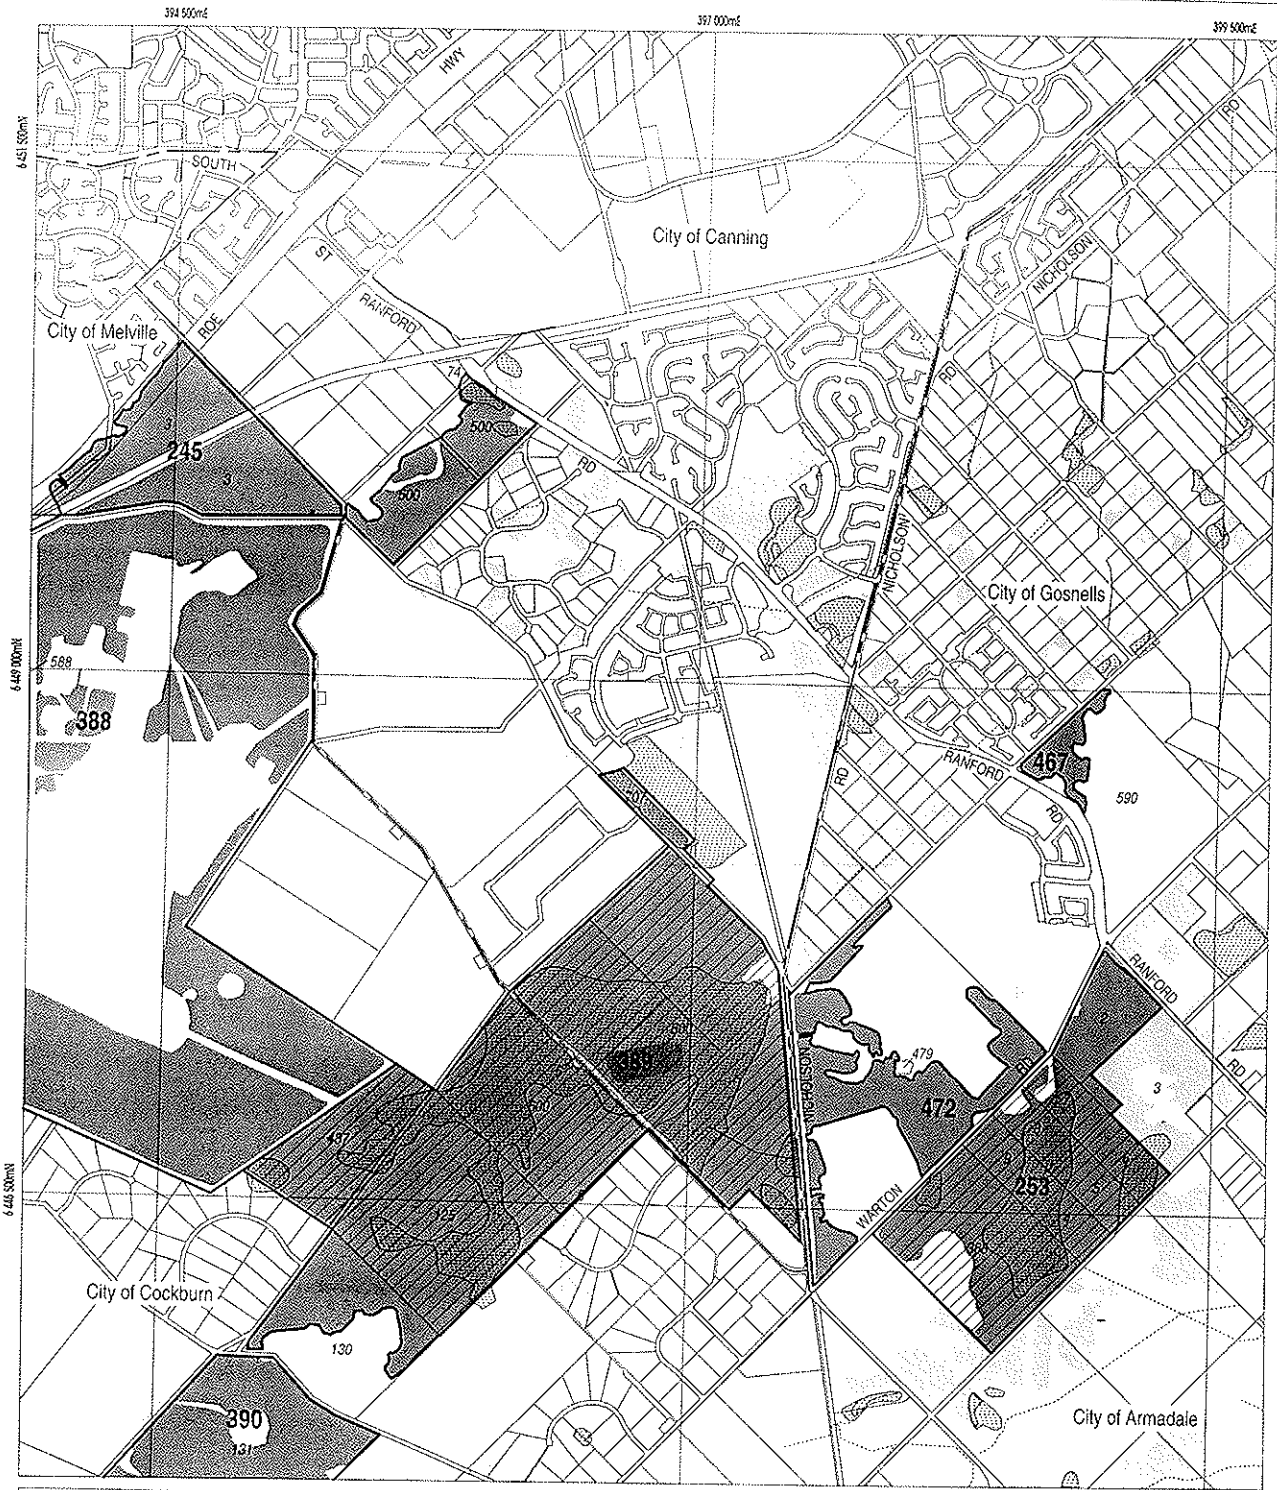 394 500mE
397 000mE
399 500mE
6 451 500mN
HWY
RD
SOUTH
City of Canning
ST
NICHOLSON
RANFORD
City of Melville
ROE
74
RD
500
245
3
RD
500
NICHOLSON
City of Gosnells
6 449 000mN
588
388
RANFORD
467
RD
590
RD
RANFORD
389
479
NICHOLSON
RD
RD
3
472
253
6 446 500mN
WARTON
City of Cockburn
130
390
131
City of Armadale